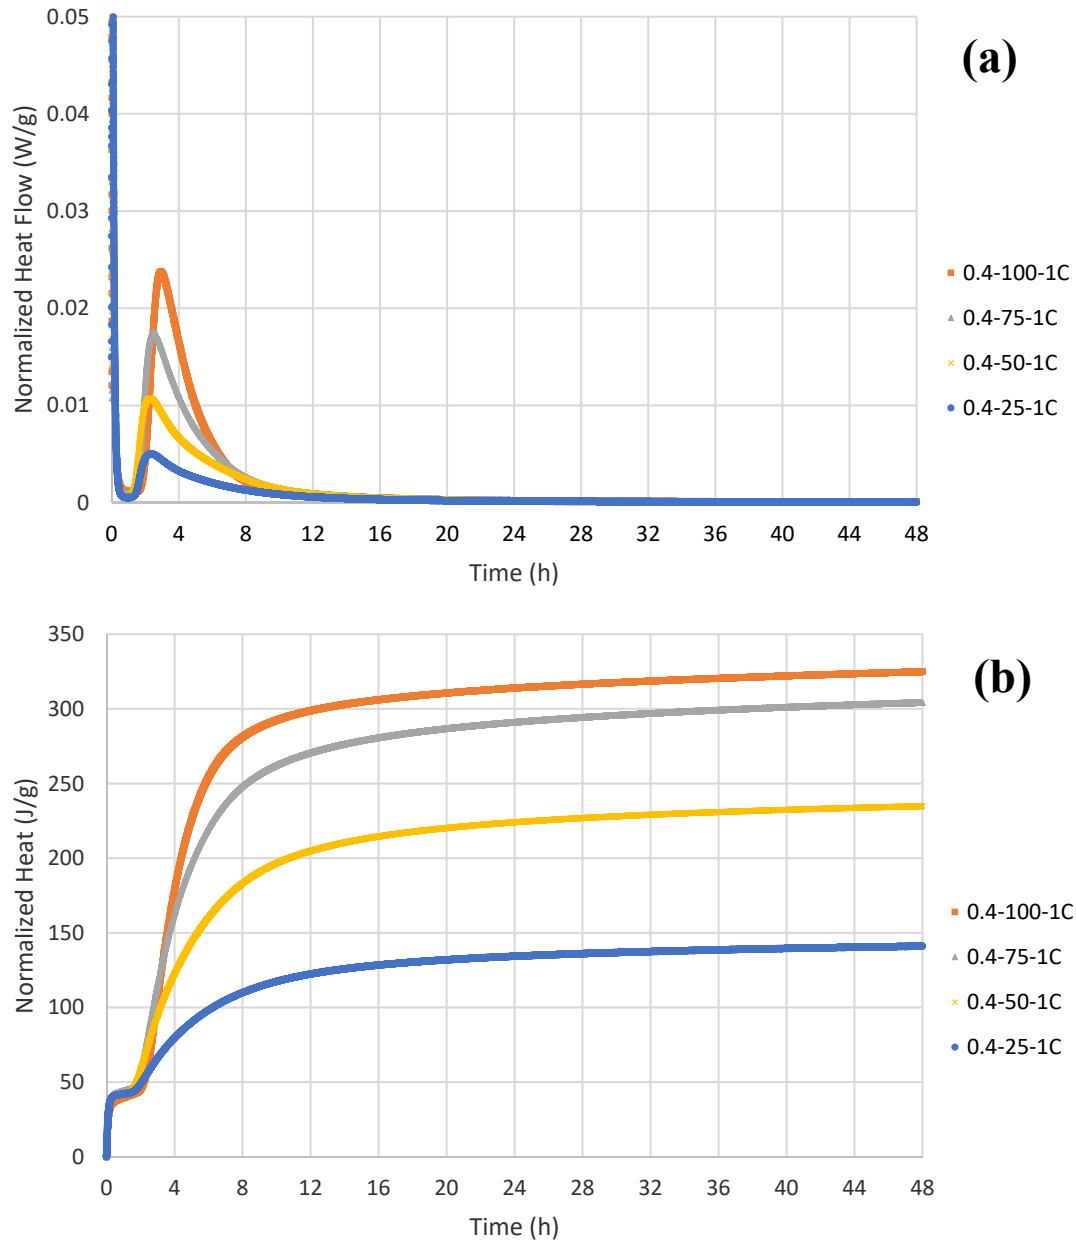 0.05
(a)
0.04
0.03
0.02
0.01
0
Normalized Heat Flow (W/g)
0 4 8 12 16 20 24 28 32 36 40 44 48
Time (h)
0.4-100-1C
0.4-75-1C
0.4-50-1C
0.4-25-1C
350
(b)
300
250
200
150
100
50
0
Normalized Heat (J/g)
0 4 8 12 16 20 24 28 32 36 40 44 48
Time (h)
0.4-100-1C
0.4-75-1C
0.4-50-1C
0.4-25-1C